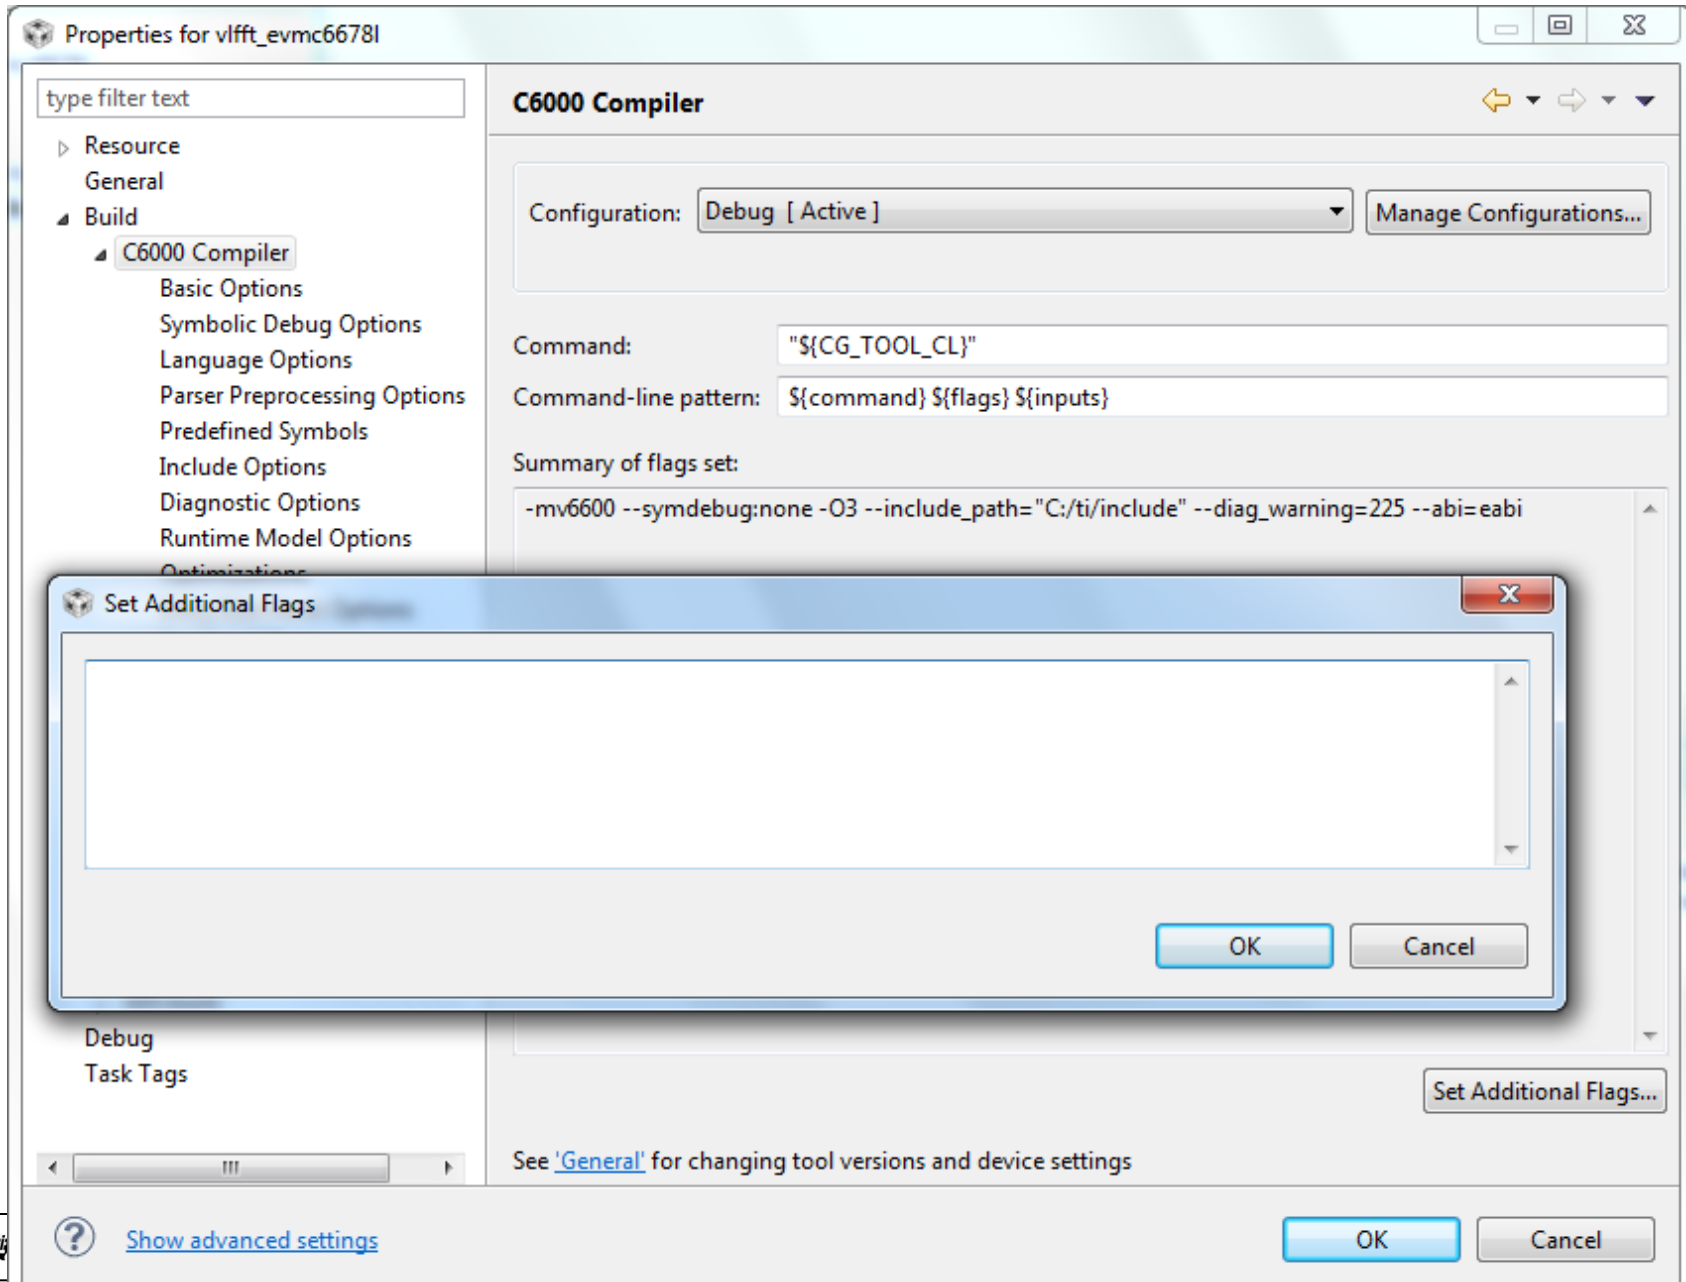 Properties for vlfft_evmc6678l
type filter text
Resource
General
Build
C6000 Compiler
Basic Options
Symbolic Debug Options
Language Options
Parser Preprocessing Options
Predefined Symbols
Include Options
Diagnostic Options
Runtime Model Options
Optimizations
C6000 Compiler
Configuration: Debug [ Active ] Manage Configurations...
Command: "${CG_TOOL_CL}"
Command-line pattern: ${command} ${flags} ${inputs}
Summary of flags set:
-mv6600 --symdebug:none -O3 --include_path="C:/ti/include" --diag_warning=225 --abi=eabi
Set Additional Flags
OK Cancel
Debug
Task Tags
Set Additional Flags...
See 'General' for changing tool versions and device settings
Show advanced settings
OK Cancel